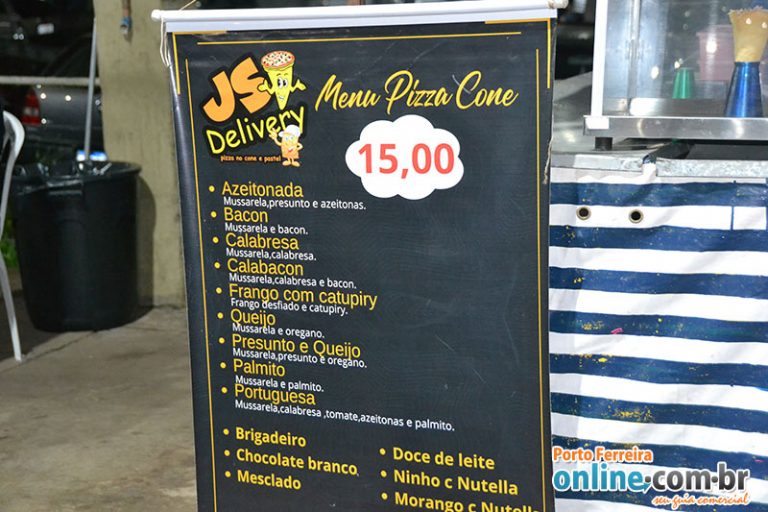 JS
Delivery
pizza no cone e pastel
Menu Pizza Cone
15,00
• Azeitonada
Mussarela,presunto e azeitonas.
• Bacon
Mussarela e bacon.
• Calabresa
Mussarela,calabresa.
• Calabacon
Mussarela,calabresa e bacon.
• Frango com catupiry
Frango desfiado e catupiry.
• Queijo
Mussarela e oregano.
• Presunto e Queijo
Mussarela,presunto e oregano.
• Palmito
Mussarela e palmito.
• Portuguesa
Mussarela,calabresa ,tomate,azeitonas e palmito.
• Brigadeiro
• Chocolate branco
• Mesclado
• Doce de leite
• Ninho c Nutella
• Morango c Nutella
Porto Ferreira
online.com.br
seu guia comercial